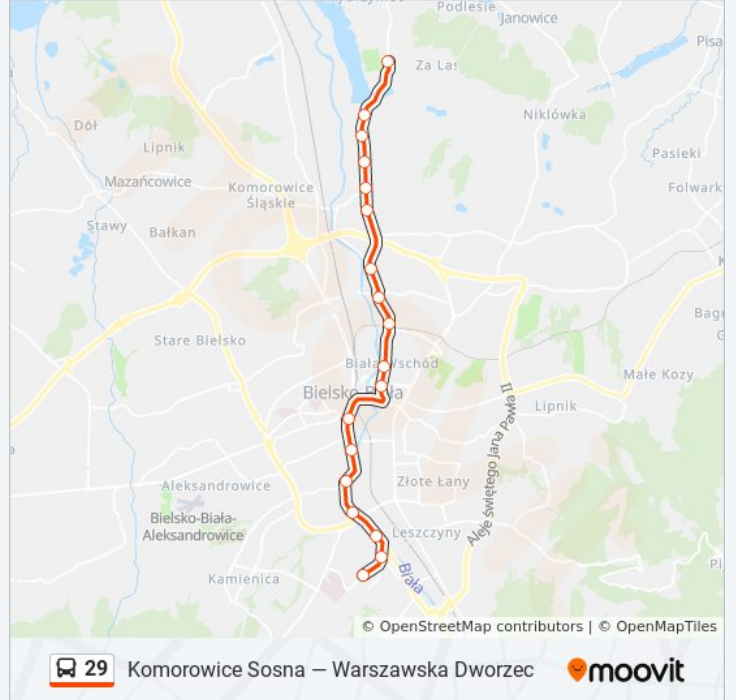 Podlesie
Janowice
Pisa
Za Las
Niklówka
Dół
Lipnik
Pasieki
Mazańcowice
Komorowice
Śląskie
Folwark
Stawy
Bałkan
K
Bagn
G
Stare Bielsko
Biała Wschód
Małe Kozy
Bielsko-Biała
Lipnik
Aleje świętego Jana Pawła II
Aleksandrowice
Złote Łany
Bielsko-Biała-
Aleksandrowice
Leszczyny
Kamienica
Biała
Pi
© OpenStreetMap contributors | © OpenMapTiles
29 Komorowice Sosna — Warszawska Dworzec moovit